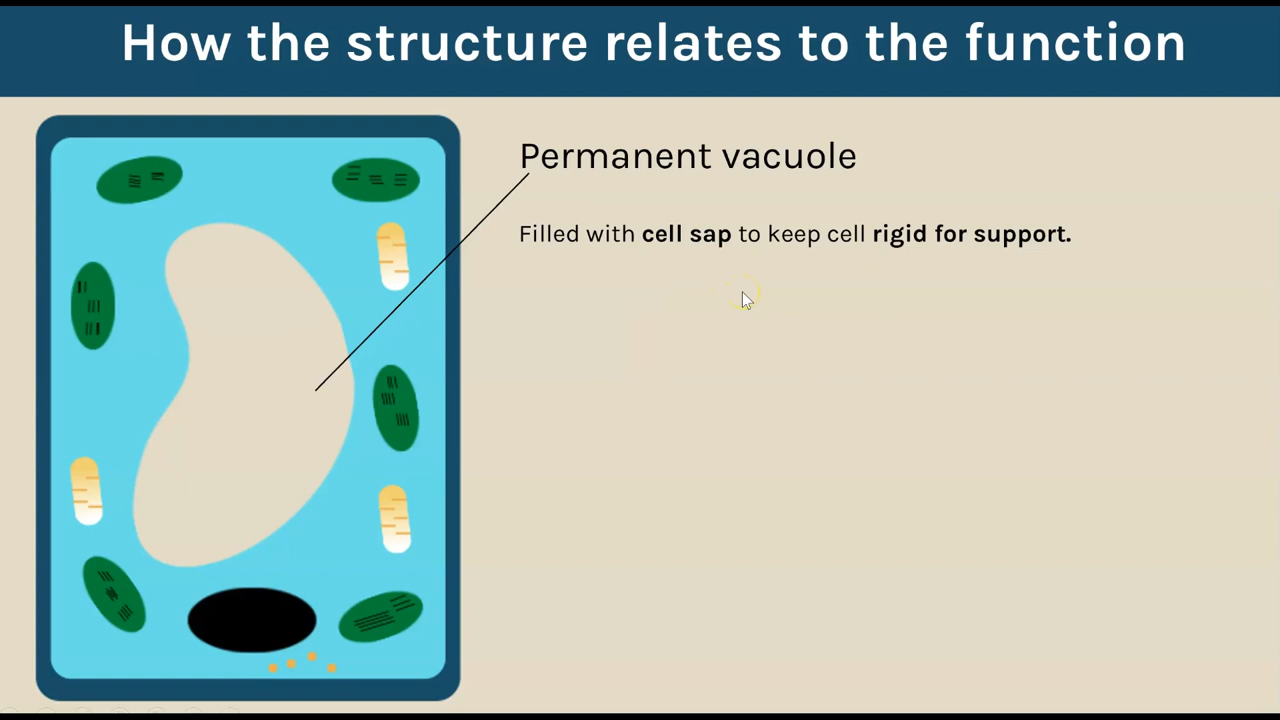 How the structure relates to the function
Permanent vacuole
Filled with cell sap to keep cell rigid for support.